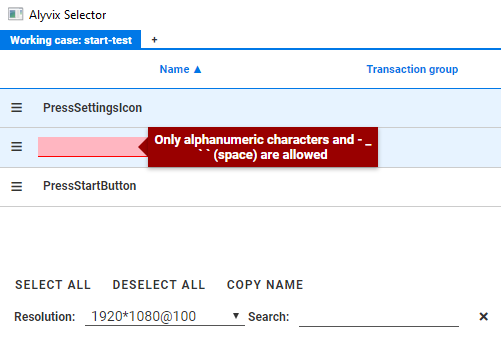 Alyvix Selector
Working case: start-test +
Name ▲ Transaction group
PressSettingsIcon
Only alphanumeric characters and - _
` ` (space) are allowed
PressStartButton
SELECT ALL DESELECT ALL COPY NAME
Resolution: 1920*1080@100 ▼ Search: ×